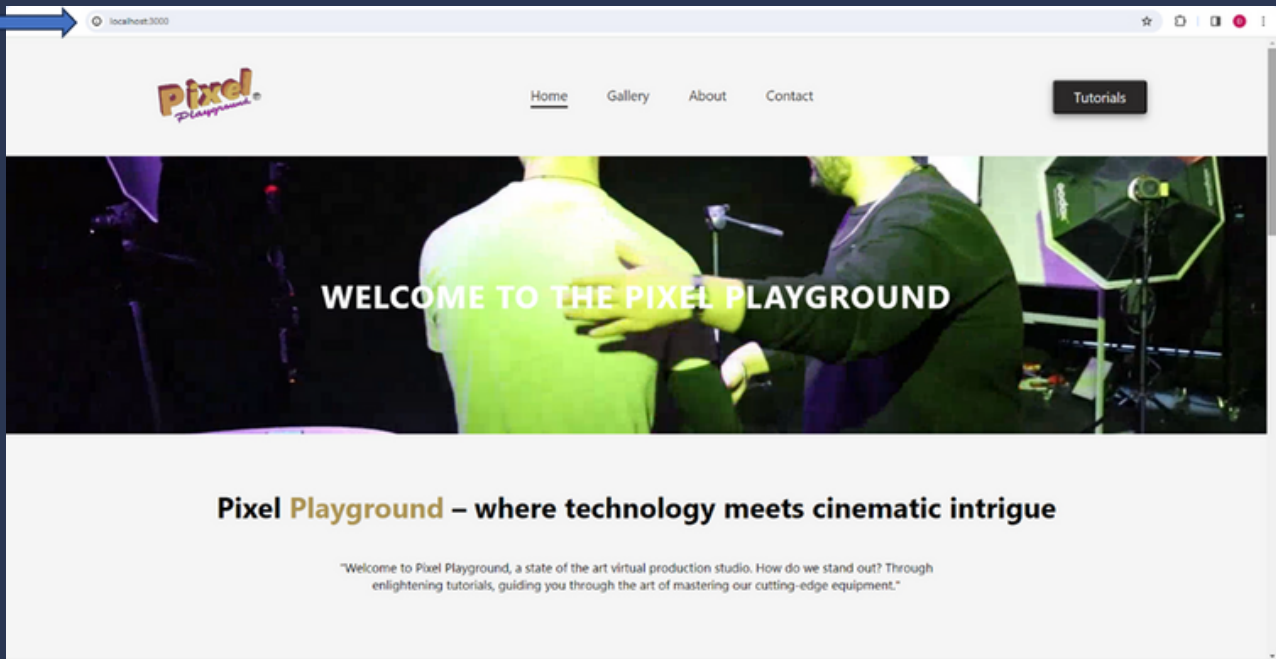 localhost:3000
Pixel
Playground
Home Gallery About Contact
Tutorials
WELCOME TO THE PIXEL PLAYGROUND
godox
Pixel Playground – where technology meets cinematic intrigue
"Welcome to Pixel Playground, a state of the art virtual production studio. How do we stand out? Through
enlightening tutorials, guiding you through the art of mastering our cutting-edge equipment."